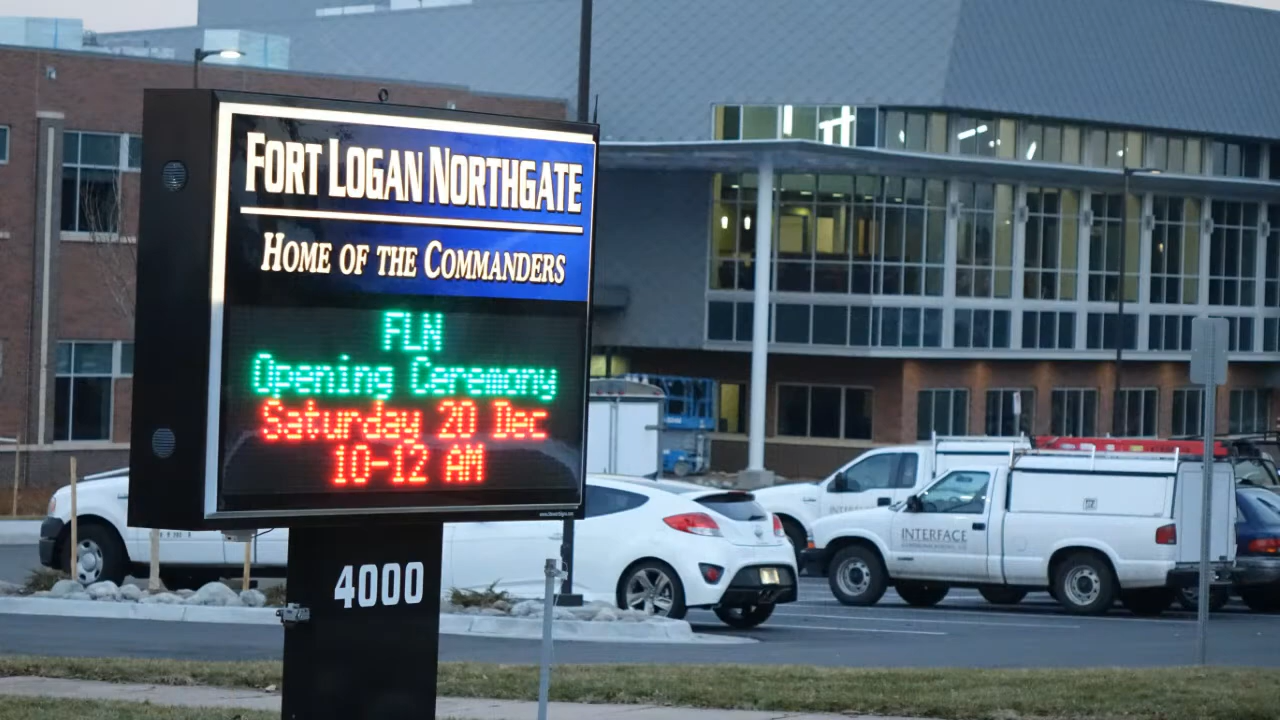 FORT LOGAN NORTHGATE
HOME OF THE COMMANDERS
FLN
Opening Ceremony
Saturday 20 Dec
10-12 AM
4000
INTERFACE